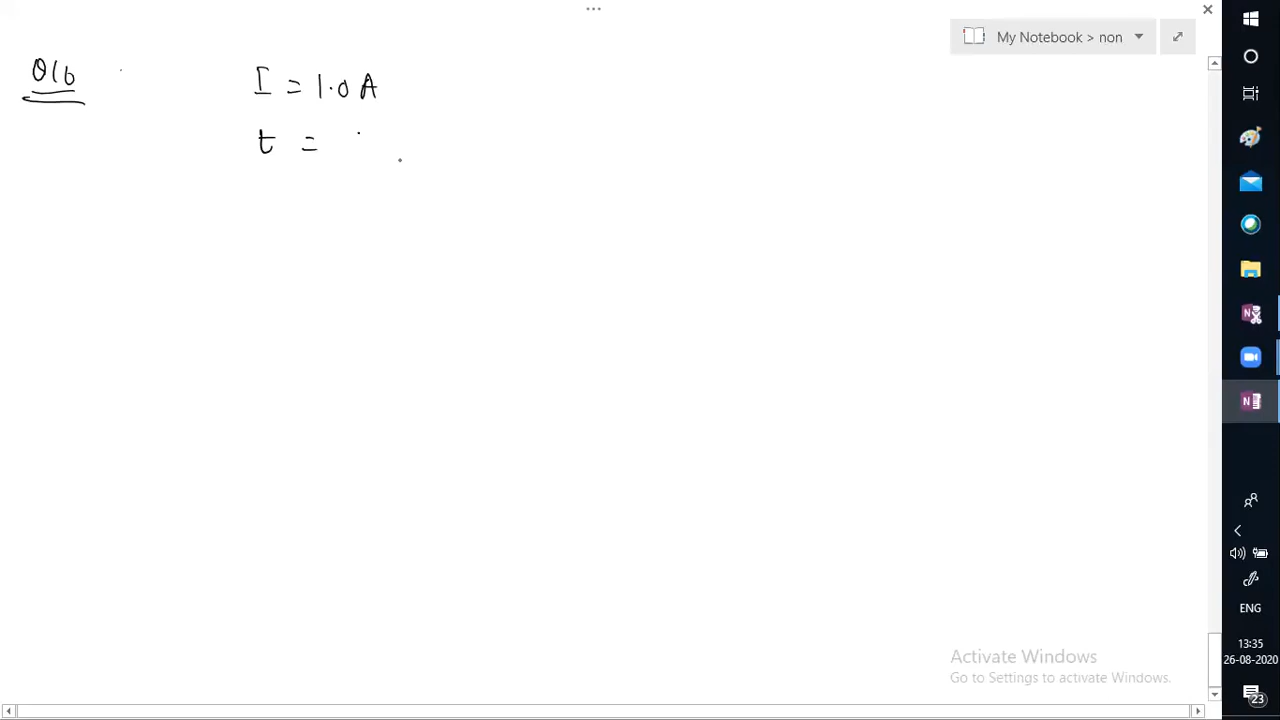 My Notebook > non
Q16
I = 1.0 A
t =
Activate Windows
Go to Settings to activate Windows.
ENG
13:35
26-08-2020
23